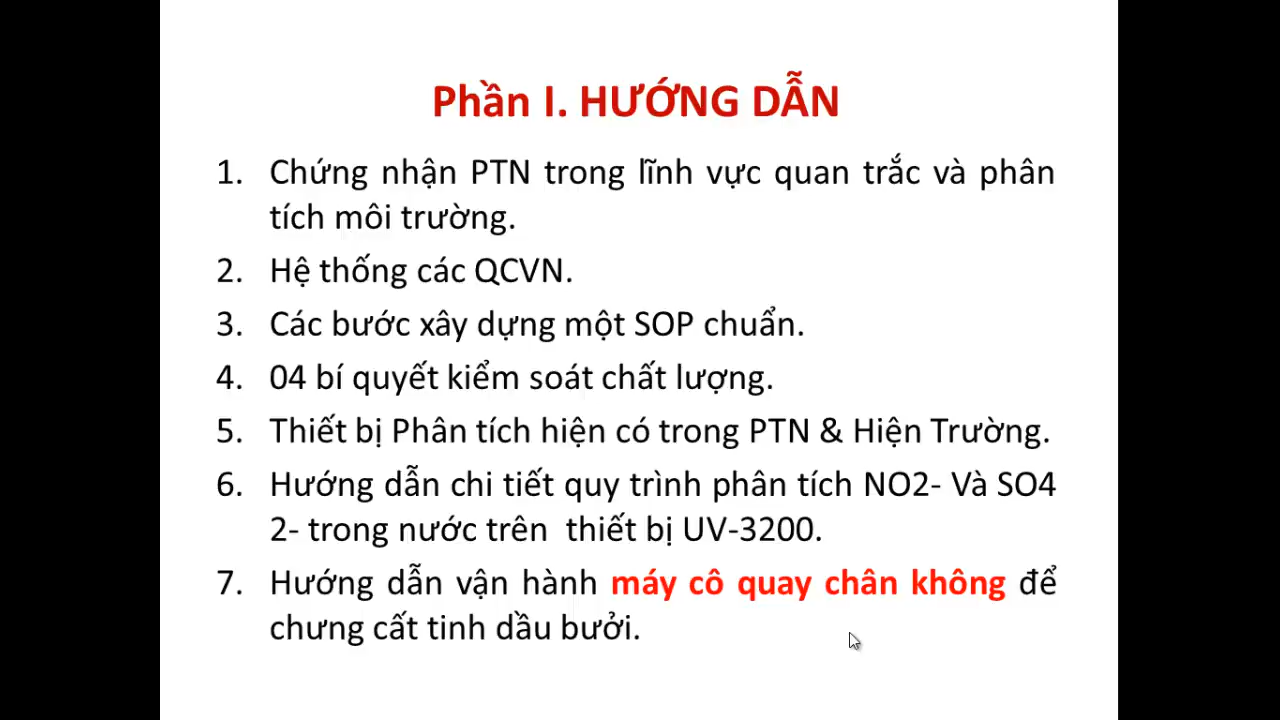 Phần I. HƯỚNG DẪN
1. Chứng nhận PTN trong lĩnh vực quan trắc và phân
tích môi trường.
2. Hệ thống các QCVN.
3. Các bước xây dựng một SOP chuẩn.
4. 04 bí quyết kiểm soát chất lượng.
5. Thiết bị Phân tích hiện có trong PTN & Hiện Trường.
6. Hướng dẫn chi tiết quy trình phân tích NO2- Và SO4
2- trong nước trên thiết bị UV-3200.
7. Hướng dẫn vận hành máy cô quay chân không để
chưng cất tinh dầu bưởi.